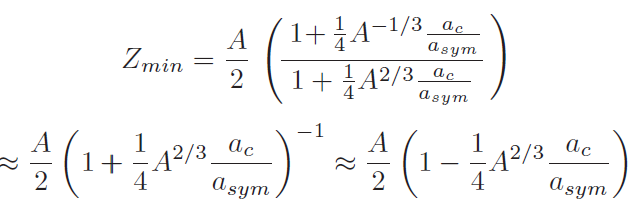 Z_{min} = \frac{A}{2} \left( \frac{1 + \frac{1}{4} A^{-1/3} \frac{a_c}{a_{sym}}}{1 + \frac{1}{4} A^{2/3} \frac{a_c}{a_{sym}}} \right)
\approx \frac{A}{2} \left( 1 + \frac{1}{4} A^{2/3} \frac{a_c}{a_{sym}} \right)^{-1} \approx \frac{A}{2} \left( 1 - \frac{1}{4} A^{2/3} \frac{a_c}{a_{sym}} \right)